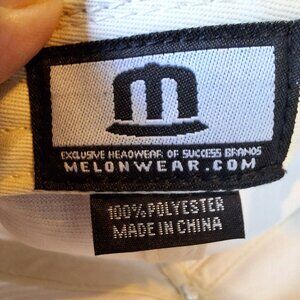 m
EXCLUSIVE HEADWEAR OF SUCCESS BRANDS
MELONWEAR.COM
100% POLYESTER
MADE IN CHINA